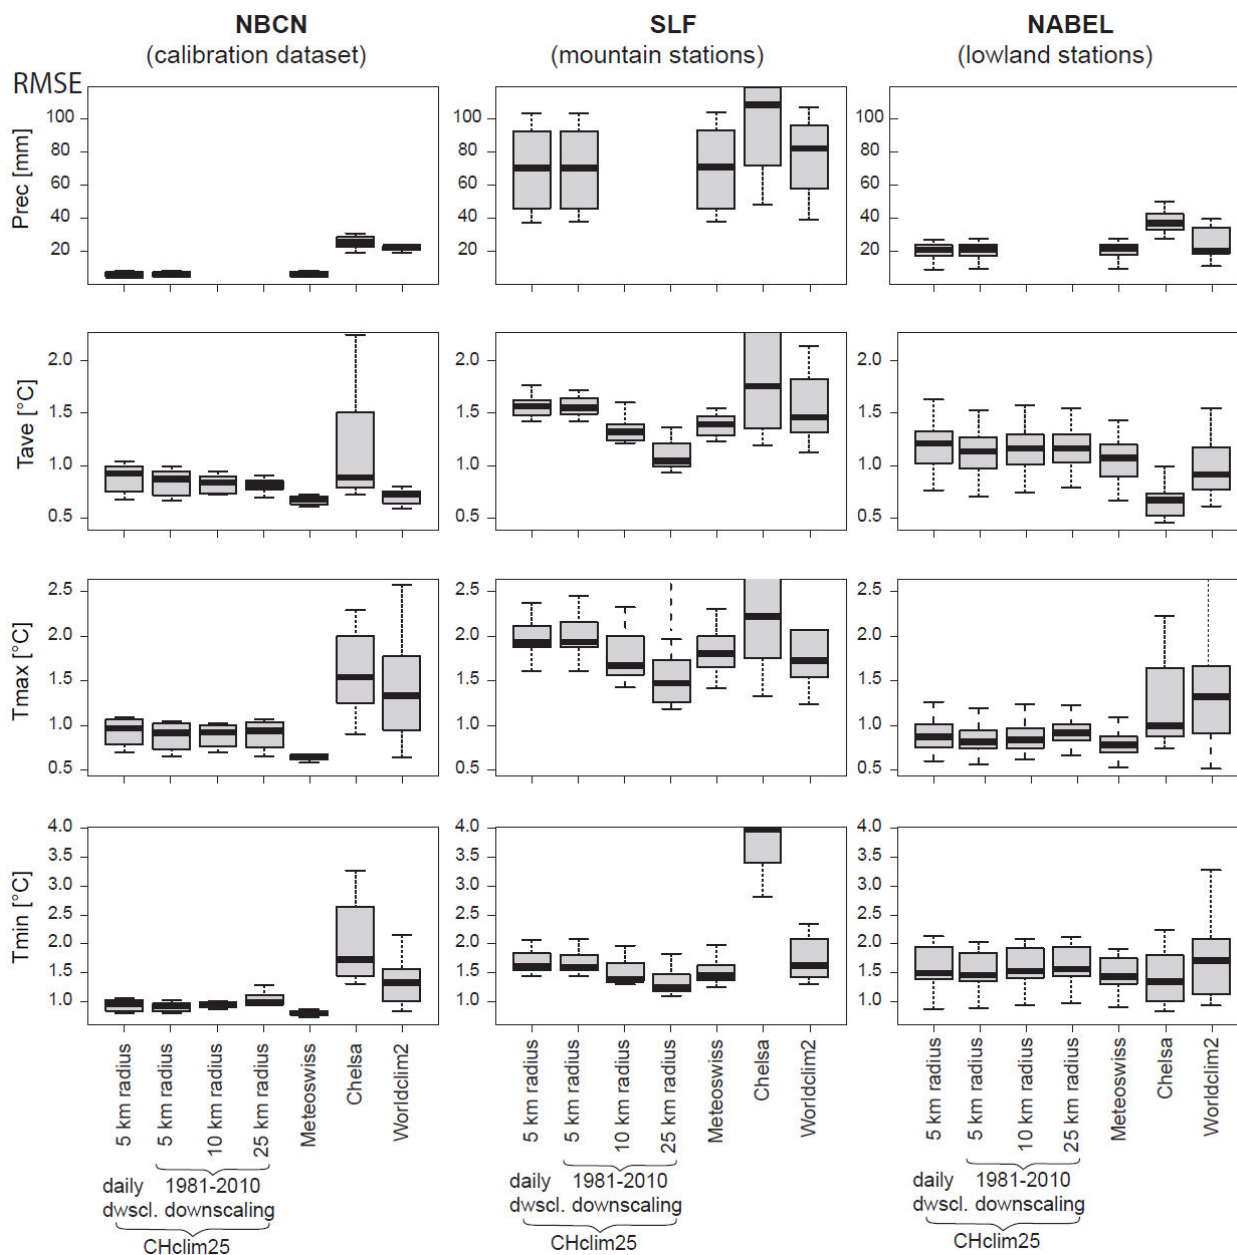 NBCN
(calibration dataset)
SLF
(mountain stations)
NABEL
(lowland stations)
RMSE
Prec [mm]
100
80
60
40
20
100
80
60
40
20
100
80
60
40
20
Tave [°C]
2.0
1.5
1.0
0.5
2.0
1.5
1.0
0.5
2.0
1.5
1.0
0.5
Tmax [°C]
2.5
2.0
1.5
1.0
0.5
2.5
2.0
1.5
1.0
0.5
2.5
2.0
1.5
1.0
0.5
Tmin [°C]
4.0
3.5
3.0
2.5
2.0
1.5
1.0
4.0
3.5
3.0
2.5
2.0
1.5
1.0
4.0
3.5
3.0
2.5
2.0
1.5
1.0
5 km radius
5 km radius
10 km radius
25 km radius
Meteoswiss
Chelsa
Worldclim2
5 km radius
5 km radius
10 km radius
25 km radius
Meteoswiss
Chelsa
Worldclim2
5 km radius
5 km radius
10 km radius
25 km radius
Meteoswiss
Chelsa
Worldclim2
daily 1981-2010
dwscl. downscaling
CHclim25
daily 1981-2010
dwscl. downscaling
CHclim25
daily 1981-2010
dwscl. downscaling
CHclim25